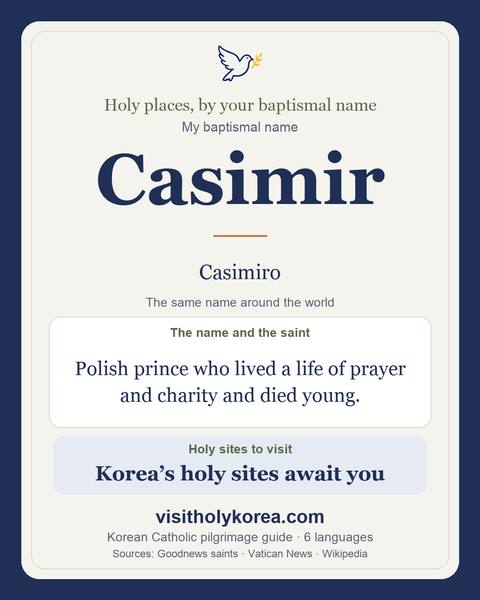 Holy places, by your baptismal name
My baptismal name
Casimir
Casimiro
The same name around the world
The name and the saint
Polish prince who lived a life of prayer
and charity and died young.
Holy sites to visit
Korea’s holy sites await you
visitholykorea.com
Korean Catholic pilgrimage guide · 6 languages
Sources: Goodnews saints · Vatican News · Wikipedia